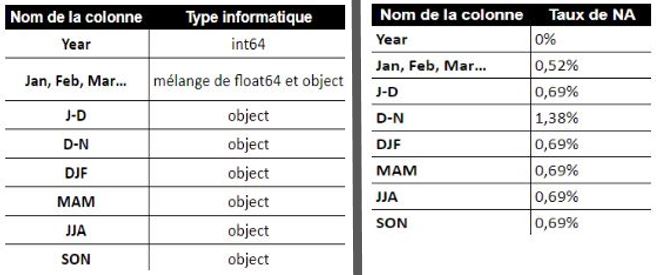 Nom de la colonne Type informatique
Year int64
Jan, Feb, Mar... mélange de float64 et object
J-D object
D-N object
DJF object
MAM object
JJA object
SON object
Nom de la colonne Taux de NA
Year 0%
Jan, Feb, Mar... 0,52%
J-D 0,69%
D-N 1,38%
DJF 0,69%
MAM 0,69%
JJA 0,69%
SON 0,69%